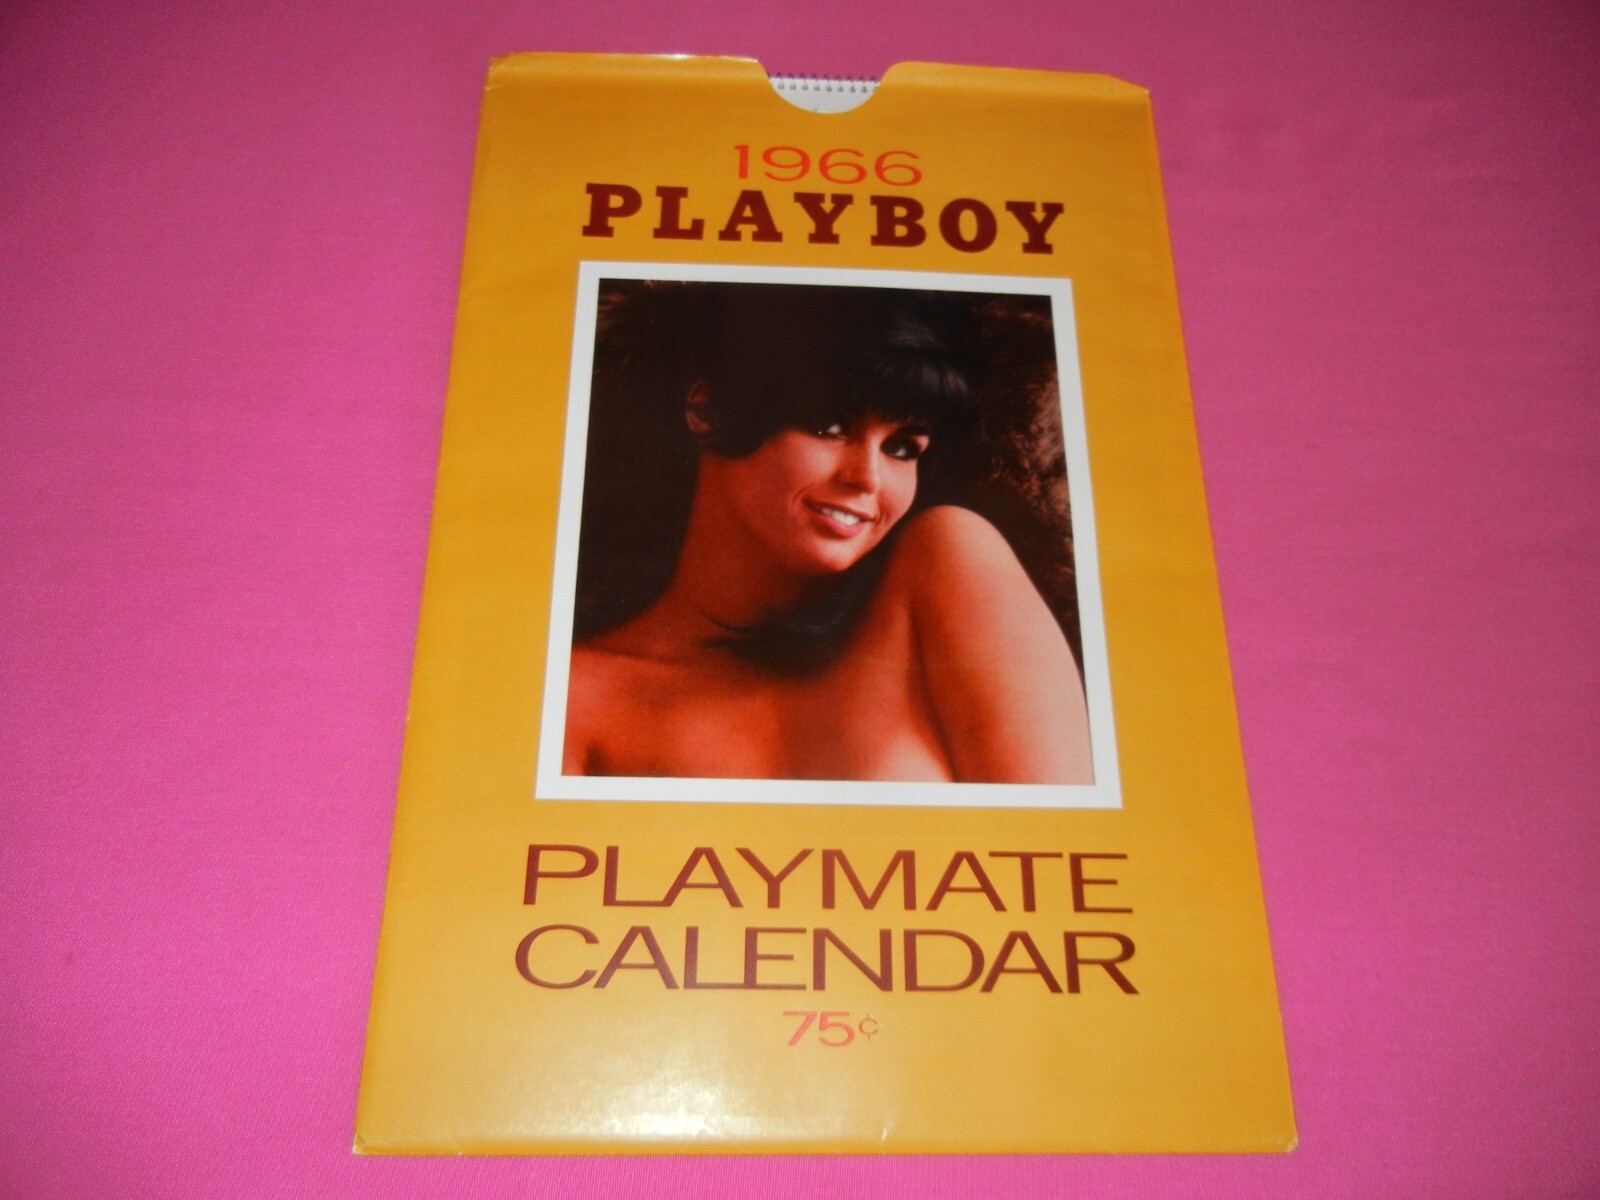 1966
PLAYBOY
PLAYMATE
CALENDAR
75¢